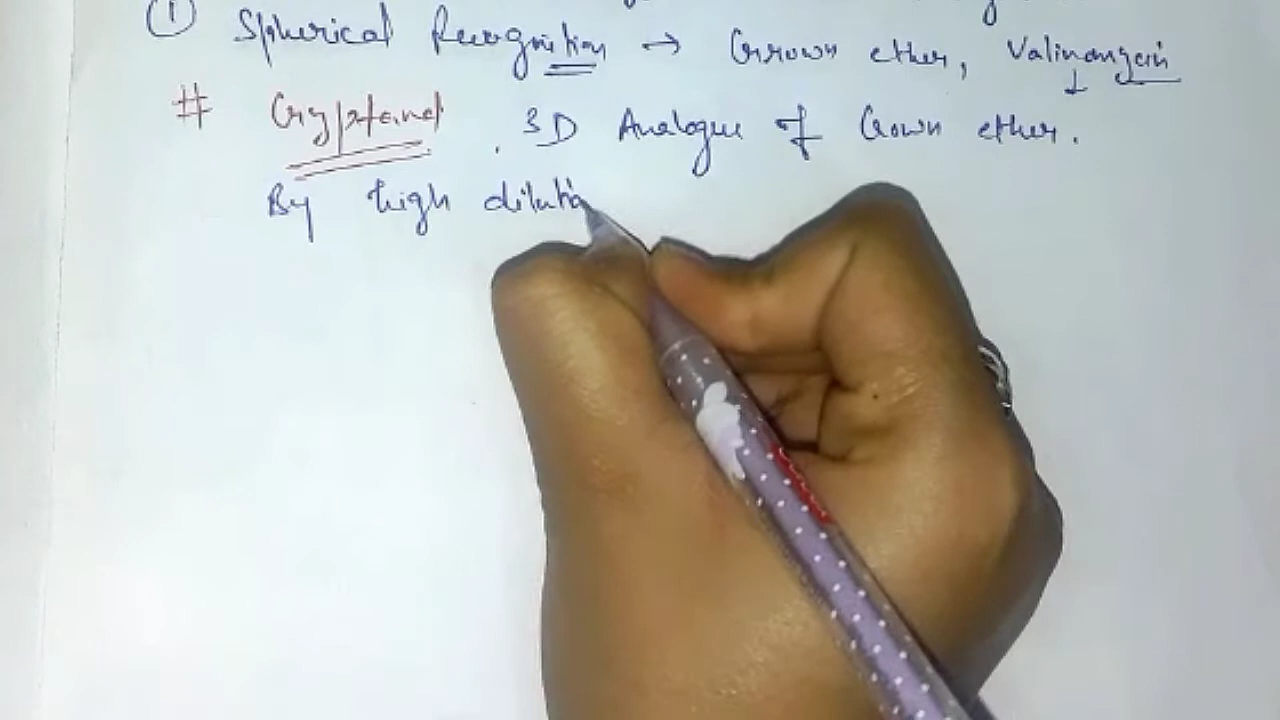 ① Spherical Recognition → Crown ether, Valinomycin
# Cryptand . 3D Analogue of Crown ether.
By high dilutio